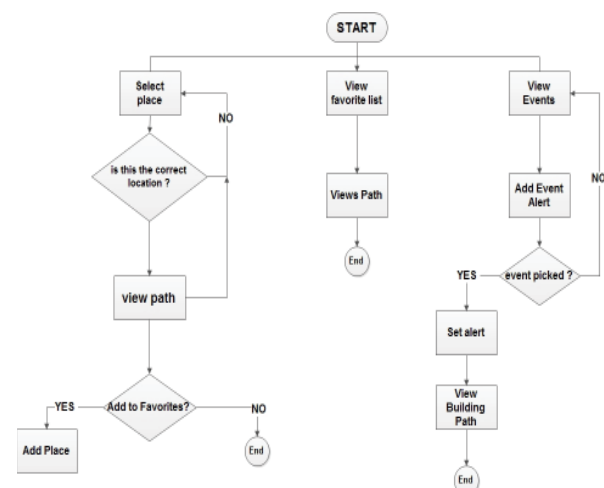 START
Select
place
View
favorite list
View
Events
NO
is this the correct
location ?
Views Path
Add Event
Alert
NO
End
YES
event picked ?
view path
Set alert
View
Building
Path
YES
Add to Favorites?
NO
Add Place
End
End